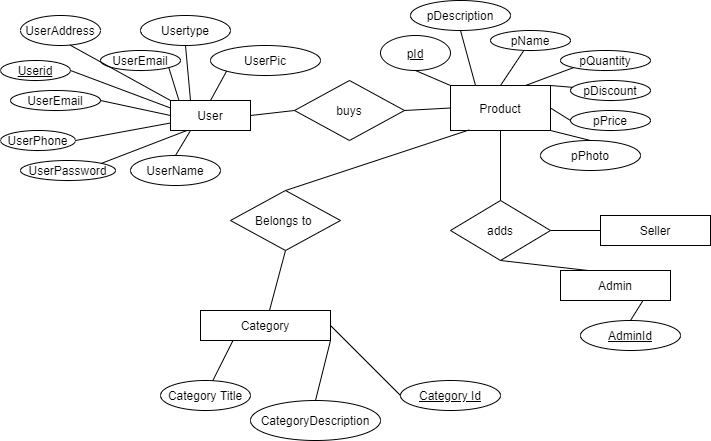 pDescription
UserAddress
Usertype
pName
pId
UserEmail
UserPic
pQuantity
Userid
pDiscount
UserEmail
User
buys
Product
pPrice
UserPhone
pPhoto
UserPassword
UserName
Belongs to
adds
Seller
Admin
Category
AdminId
Category Title
Category Id
CategoryDescription